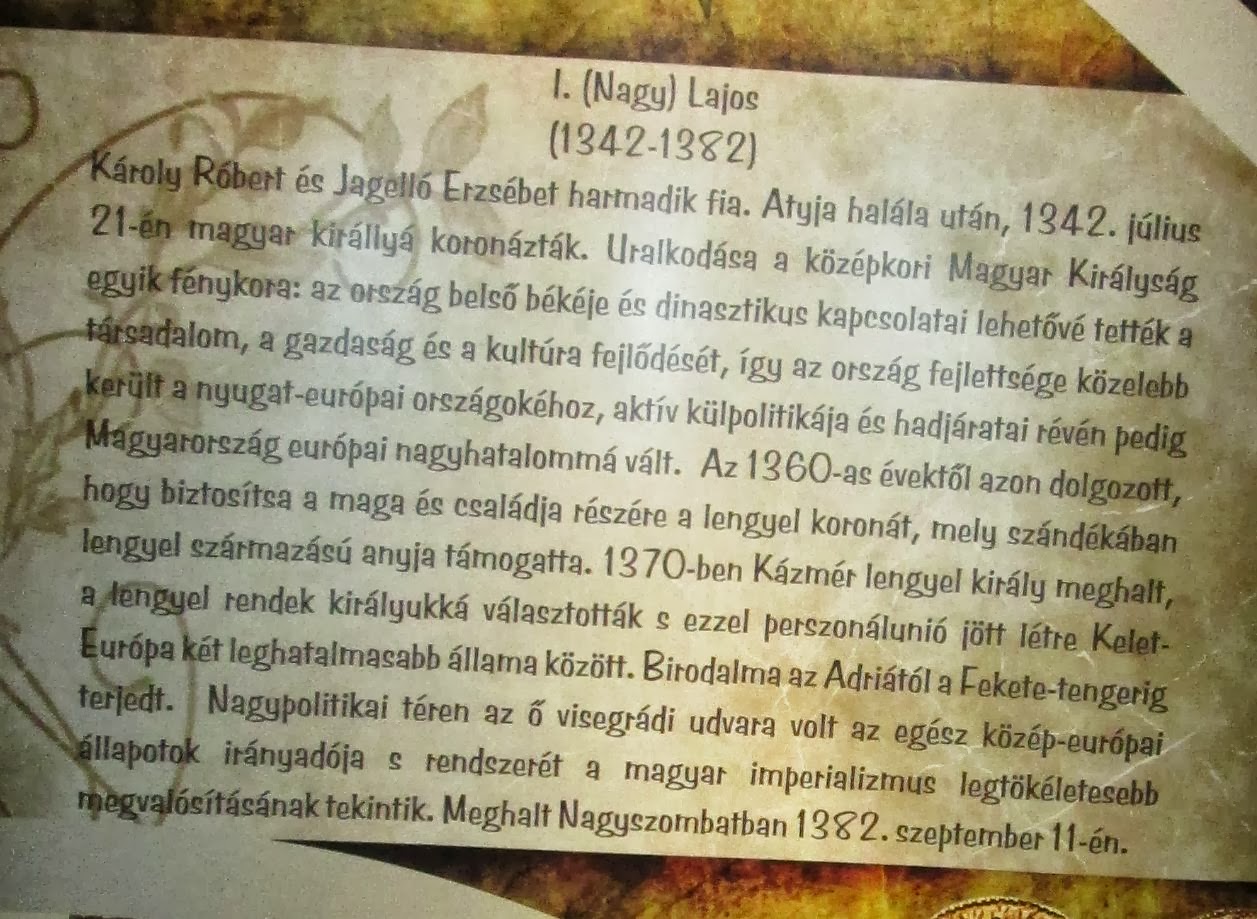 I. (Nagy) Lajos
(1342-1382)
Károly Róbert és Jagelló Erzsébet harmadik fia. Atyja halála után, 1342. július
21-én magyar királlyá koronázták. Uralkodása a középkori Magyar Királyság
egyik fénykora: az ország belső békéje és dinasztikus kapcsolatai lehetővé tették a
társadalom, a gazdaság és a kultúra fejlődését, így az ország fejlettsége közelebb
került a nyugat-európai országokéhoz, aktív külpolitikája és hadjáratai révén pedig
Magyarország európai nagyhatalommá vált. Az 1360-as évektől azon dolgozott,
hogy biztosítsa a maga és családja részére a lengyel koronát, mely szándékában
lengyel származású anyja támogatta. 1370-ben Kázmér lengyel király meghalt,
a lengyel rendek királyukká választották s ezzel perszonálunió jött létre Kelet-
Európa két leghatalmasabb állama között. Birodalma az Adriától a Fekete-tengerig
terjedt. Nagypolitikai téren az ő visegrádi udvara volt az egész közép-európai
állapotok irányadója s rendszerét a magyar imperializmus legtökéletesebb
megvalósításának tekintik. Meghalt Nagyszombatban 1382. szeptember 11-én.